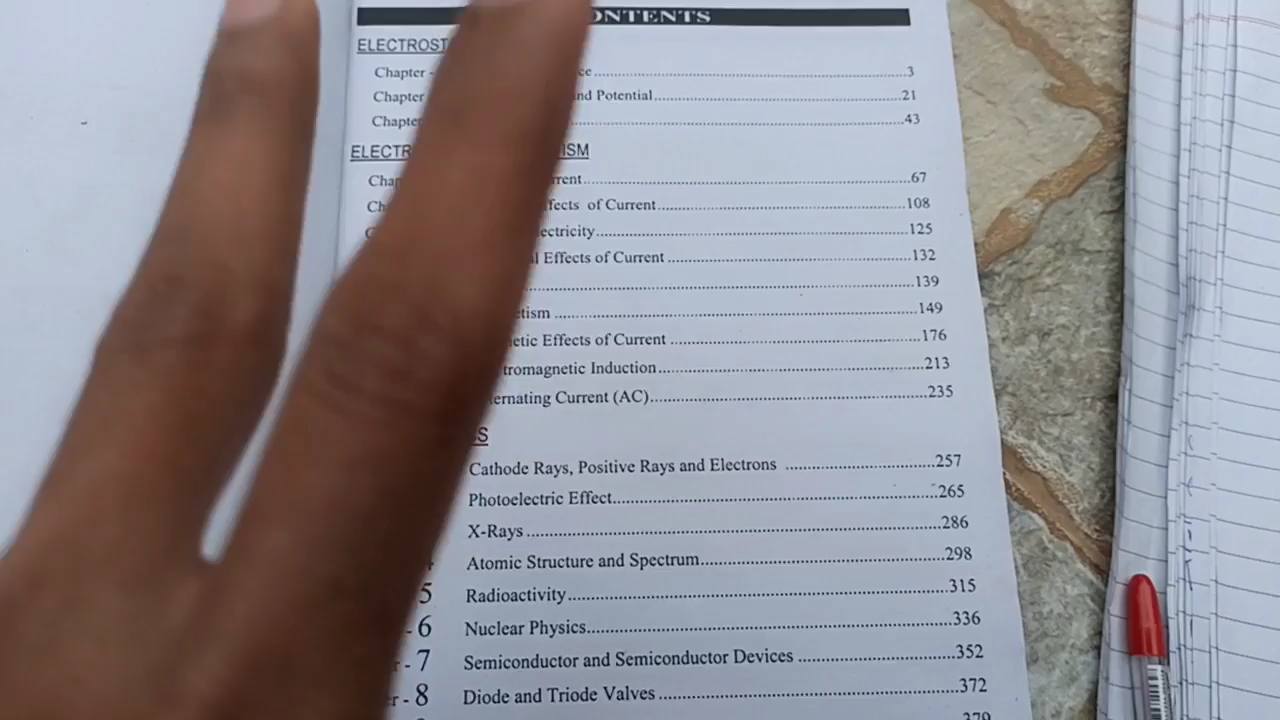 ONTENTS
ELECTROST
Chapter - ce 3
Chapter nd Potential 21
Chapter 43
ELECTR ISM
Chap rrent 67
Ch fects of Current 108
ectricity 125
l Effects of Current 132
139
etism 149
etic Effects of Current 176
tromagnetic Induction 213
ternating Current (AC) 235
S
Cathode Rays, Positive Rays and Electrons 257
Photoelectric Effect 265
X-Rays 286
Atomic Structure and Spectrum 298
5 Radioactivity 315
- 6 Nuclear Physics 336
r - 7 Semiconductor and Semiconductor Devices 352
r - 8 Diode and Triode Valves 372
379